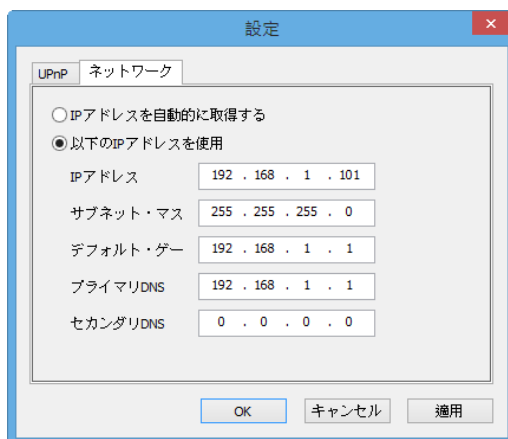 設定
UPnP ネットワーク
IPアドレスを自動的に取得する
以下のIPアドレスを使用
IPアドレス 192 . 168 . 1 . 101
サブネット・マス 255 . 255 . 255 . 0
デフォルト・ゲー 192 . 168 . 1 . 1
プライマリDNS 192 . 168 . 1 . 1
セカンダリDNS 0 . 0 . 0 . 0
OK キャンセル 適用